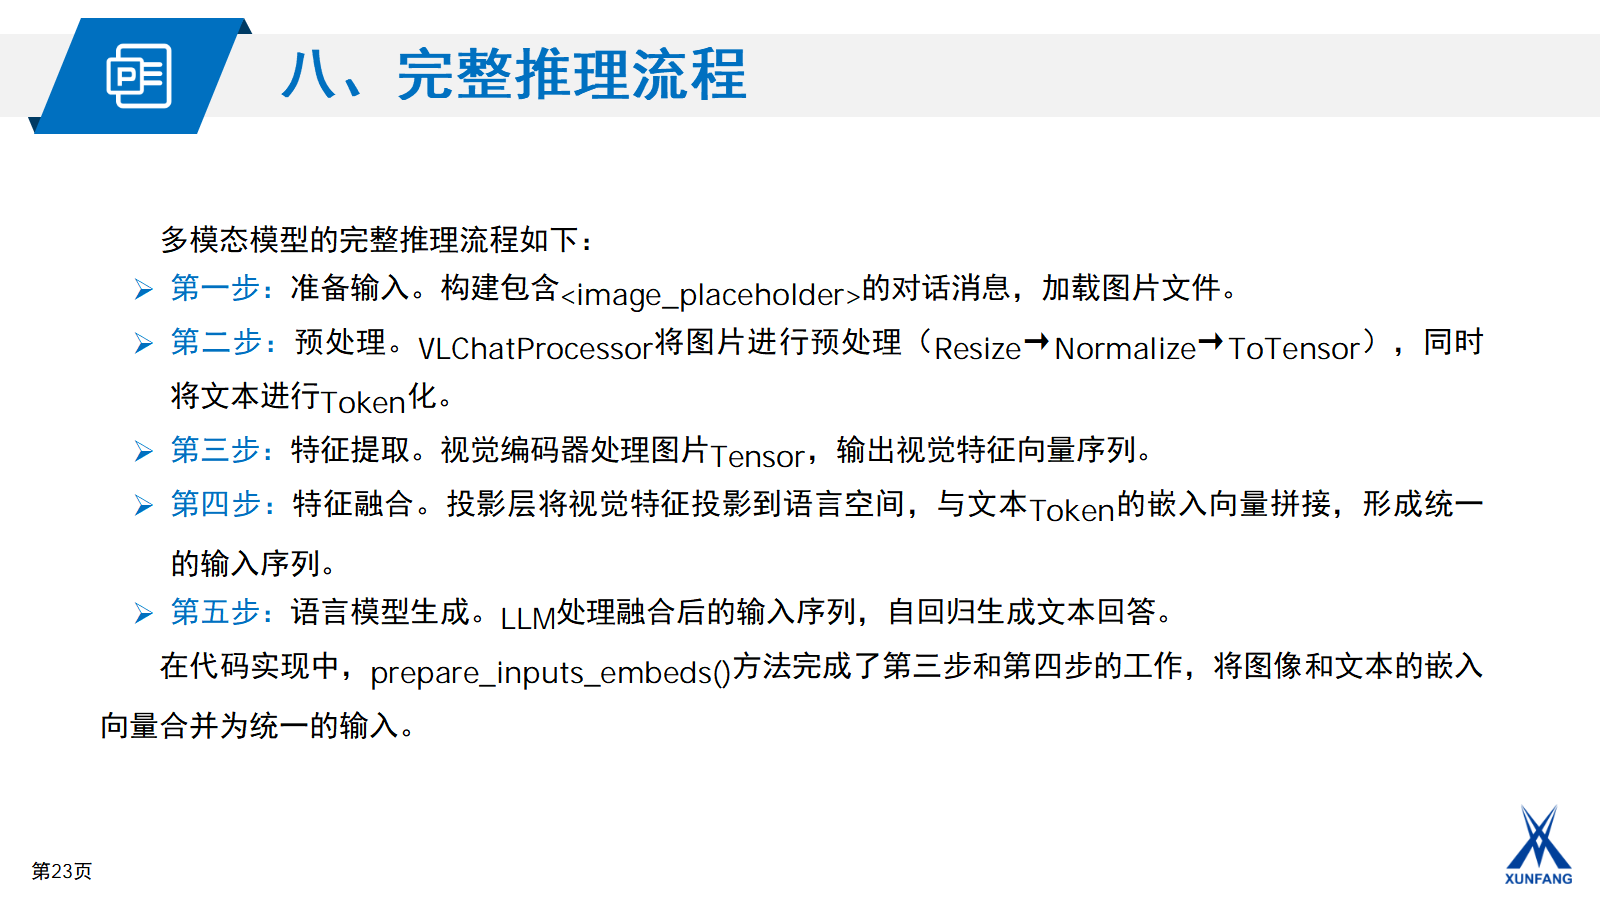 八、完整推理流程
多模态模型的完整推理流程如下：
第一步：准备输入。构建包含<image_placeholder>的对话消息，加载图片文件。
第二步：预处理。VLChatProcessor将图片进行预处理（Resize→Normalize→ToTensor），同时
将文本进行Token化。
第三步：特征提取。视觉编码器处理图片Tensor，输出视觉特征向量序列。
第四步：特征融合。投影层将视觉特征投影到语言空间，与文本Token的嵌入向量拼接，形成统一
的输入序列。
第五步：语言模型生成。LLM处理融合后的输入序列，自回归生成文本回答。
在代码实现中，prepare_inputs_embeds()方法完成了第三步和第四步的工作，将图像和文本的嵌入
向量合并为统一的输入。
第23页
XUNFANG